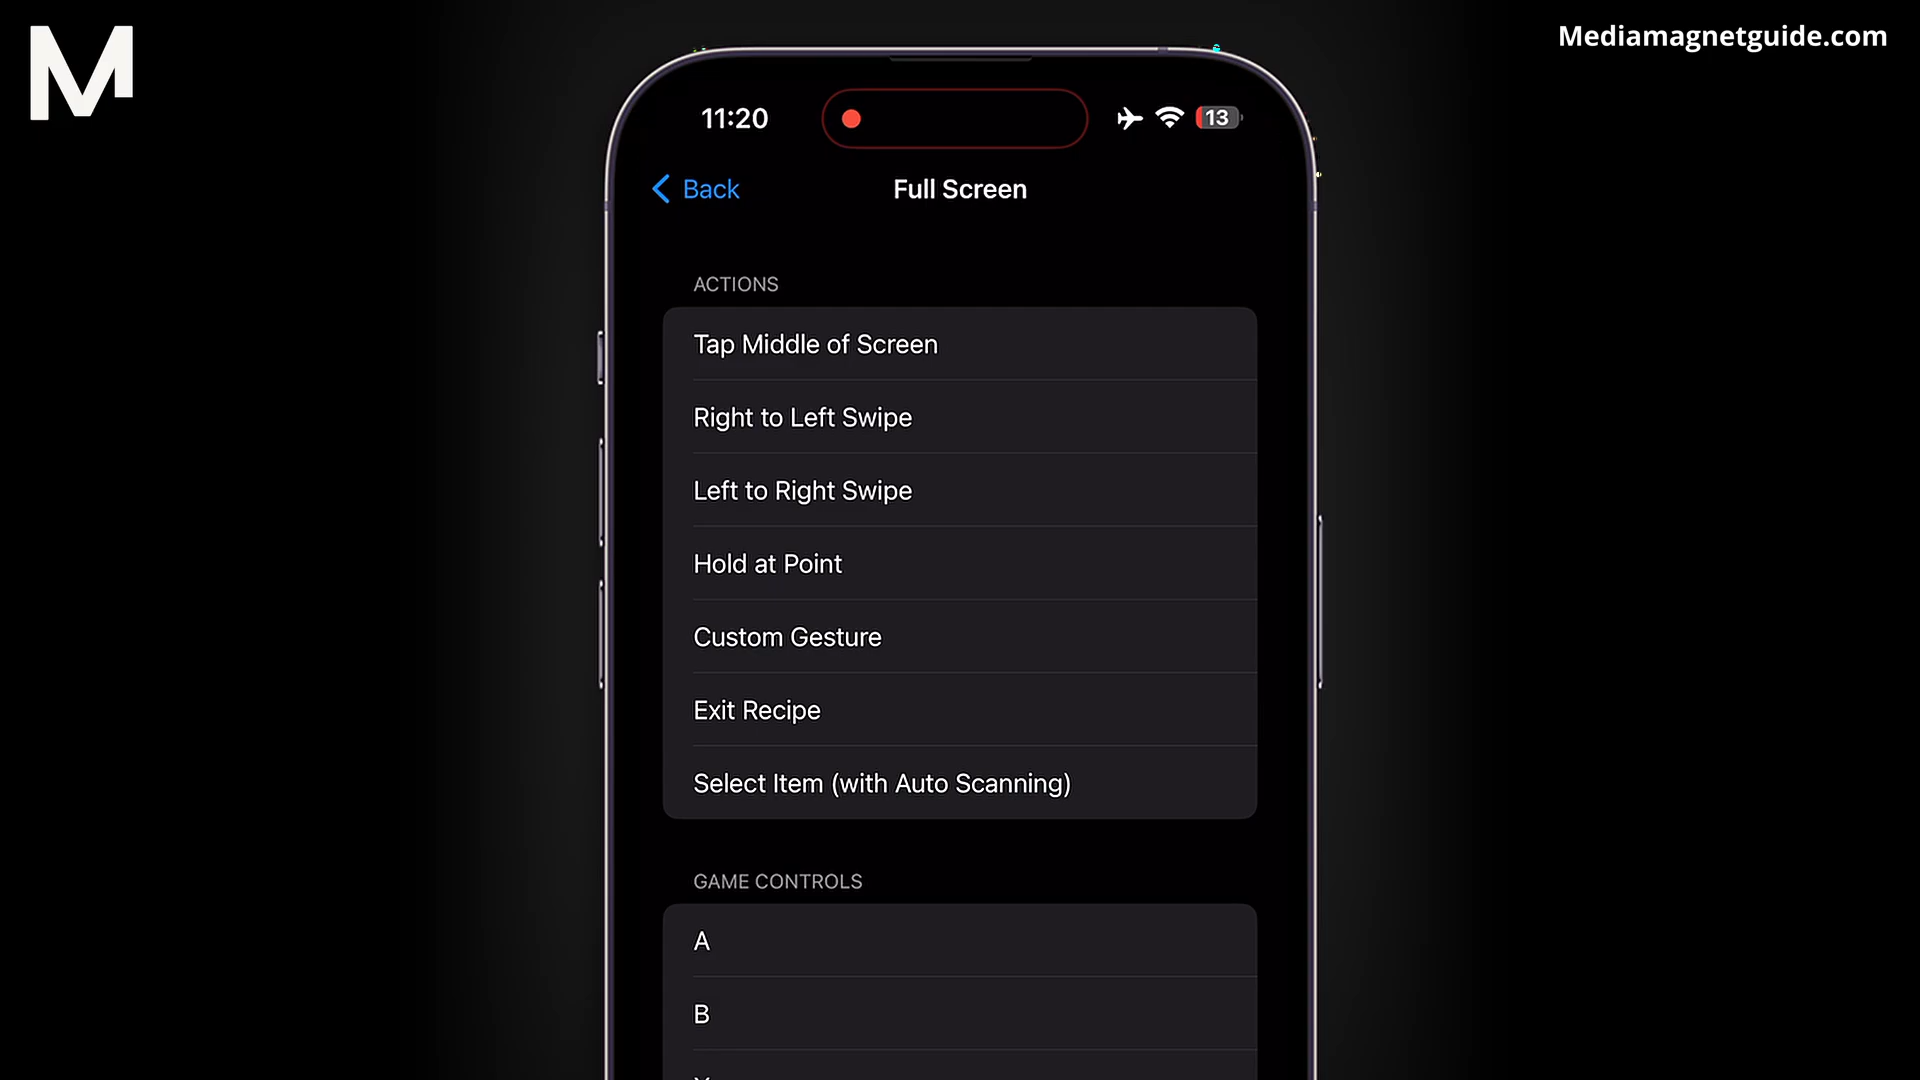 M
Mediamagnetguide.com
11:20
13
Back
Full Screen
ACTIONS
Tap Middle of Screen
Right to Left Swipe
Left to Right Swipe
Hold at Point
Custom Gesture
Exit Recipe
Select Item (with Auto Scanning)
GAME CONTROLS
A
B